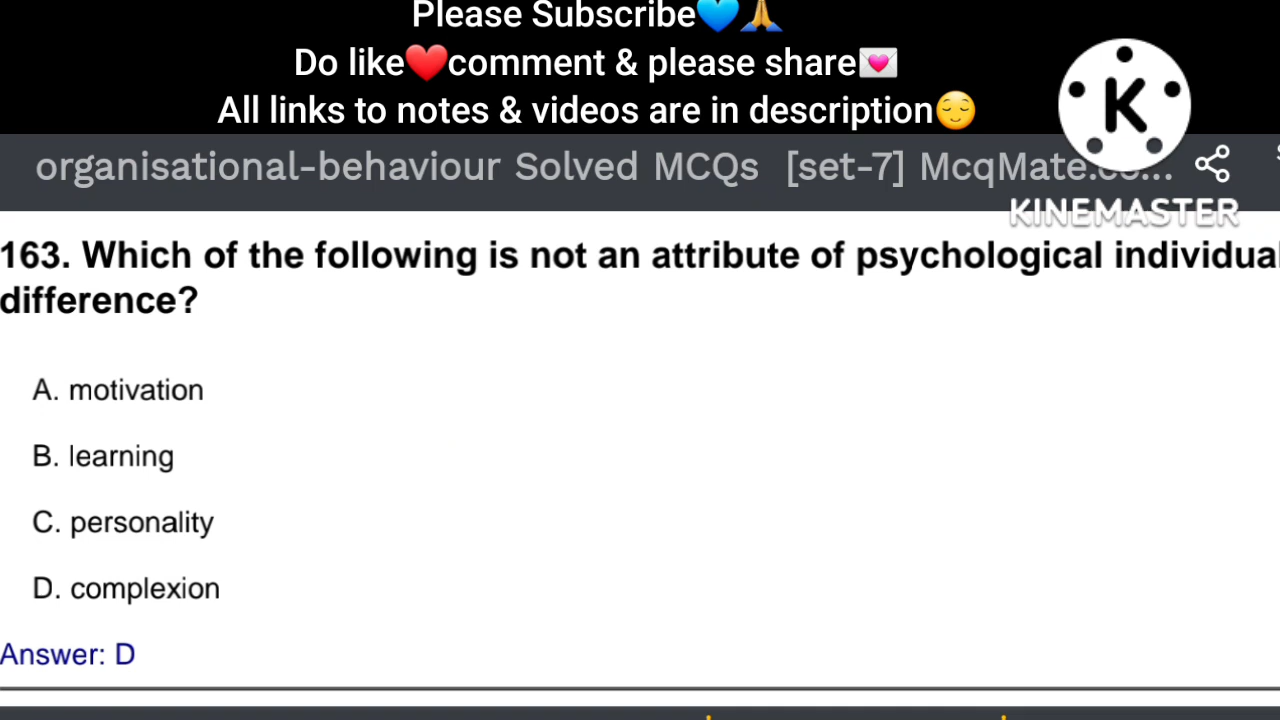 Please Subscribe💙🙏
Do like❤️comment & please share💌
All links to notes & videos are in description😌
K
organisational-behaviour Solved MCQs [set-7] McqMate.co...
KINEMASTER
163. Which of the following is not an attribute of psychological individual
difference?
A. motivation
B. learning
C. personality
D. complexion
Answer: D